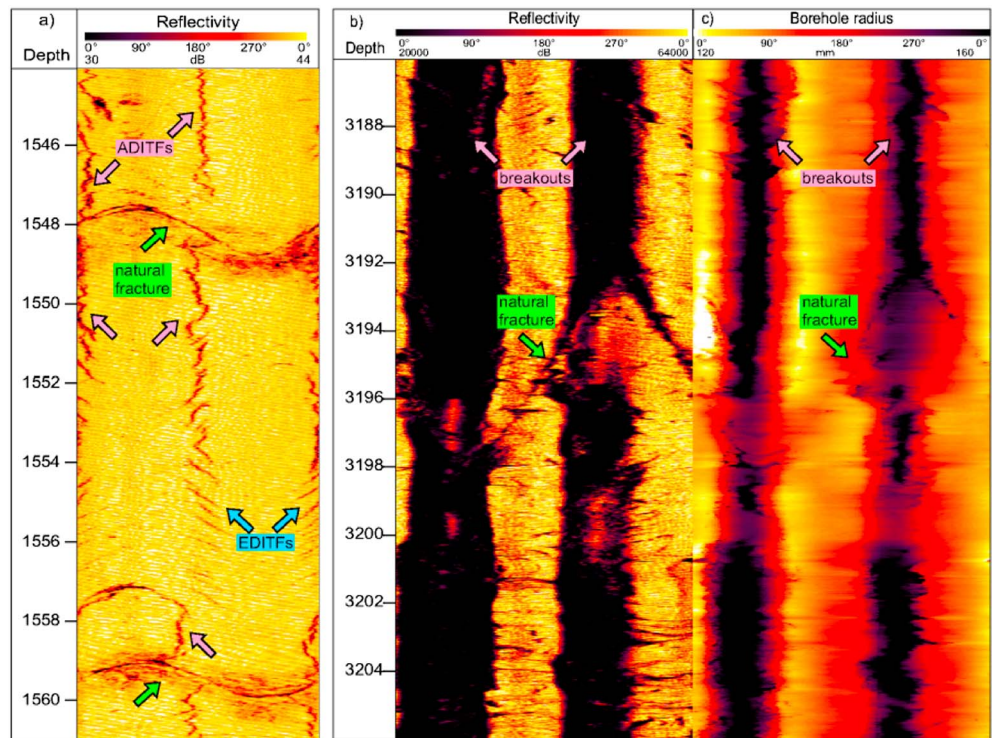 a)
Reflectivity
Depth
0° 90° 180° 270° 0°
30 dB 44
1546
1548
1550
1552
1554
1556
1558
1560
ADITFs
natural
fracture
EDITFs
b)
Reflectivity
Depth
0° 90° 180° 270° 0°
20000 dB 64000
3188
3190
3192
3194
3196
3198
3200
3202
3204
breakouts
natural
fracture
c)
Borehole radius
0° 90° 180° 270° 0°
120 mm 160
breakouts
natural
fracture